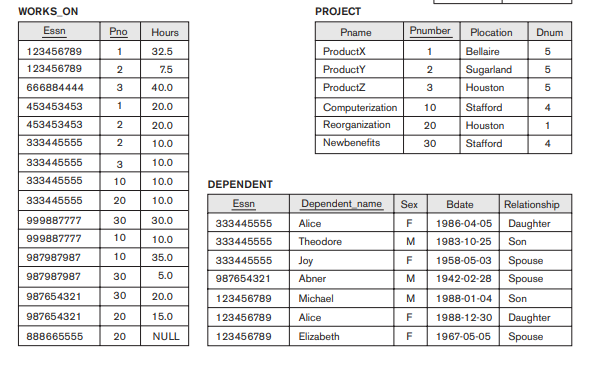 WORKS_ON
Essn Pno Hours
123456789 1 32.5
123456789 2 7.5
666884444 3 40.0
453453453 1 20.0
453453453 2 20.0
333445555 2 10.0
333445555 3 10.0
333445555 10 10.0
333445555 20 10.0
999887777 30 30.0
999887777 10 10.0
987987987 10 35.0
987987987 30 5.0
987654321 30 20.0
987654321 20 15.0
888665555 20 NULL
PROJECT
Pname Pnumber Plocation Dnum
ProductX 1 Bellaire 5
ProductY 2 Sugarland 5
ProductZ 3 Houston 5
Computerization 10 Stafford 4
Reorganization 20 Houston 1
Newbenefits 30 Stafford 4
DEPENDENT
Essn Dependent_name Sex Bdate Relationship
333445555 Alice F 1986-04-05 Daughter
333445555 Theodore M 1983-10-25 Son
333445555 Joy F 1958-05-03 Spouse
987654321 Abner M 1942-02-28 Spouse
123456789 Michael M 1988-01-04 Son
123456789 Alice F 1988-12-30 Daughter
123456789 Elizabeth F 1967-05-05 Spouse